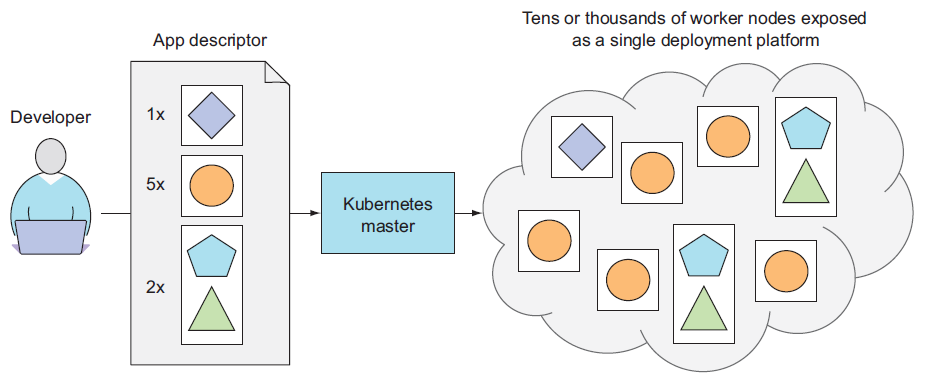 Tens or thousands of worker nodes exposed
as a single deployment platform
App descriptor
Developer
1x
5x
2x
Kubernetes
master